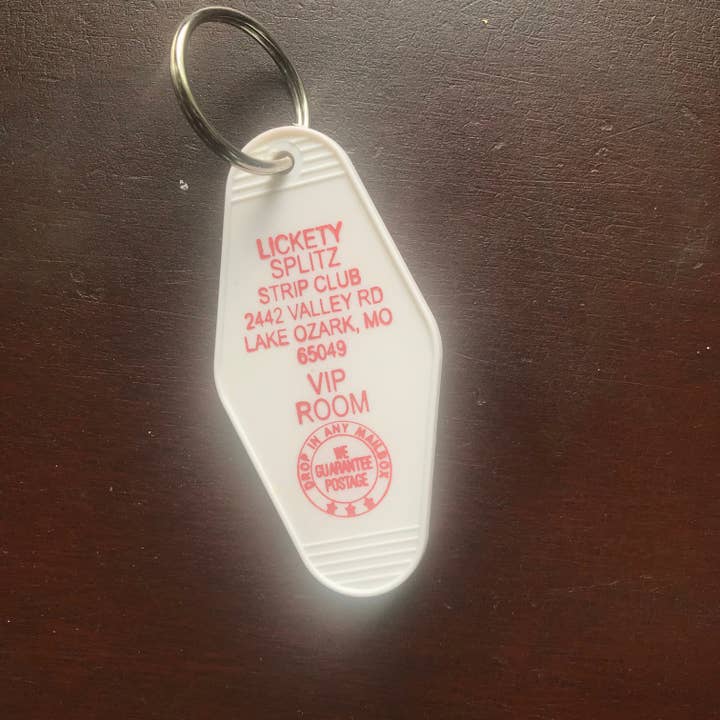 LICKETY
SPLITZ
STRIP CLUB
2442 VALLEY RD
LAKE OZARK, MO
65049
VIP
ROOM
DROP IN ANY MAILBOX
WE
GUARANTEE
POSTAGE